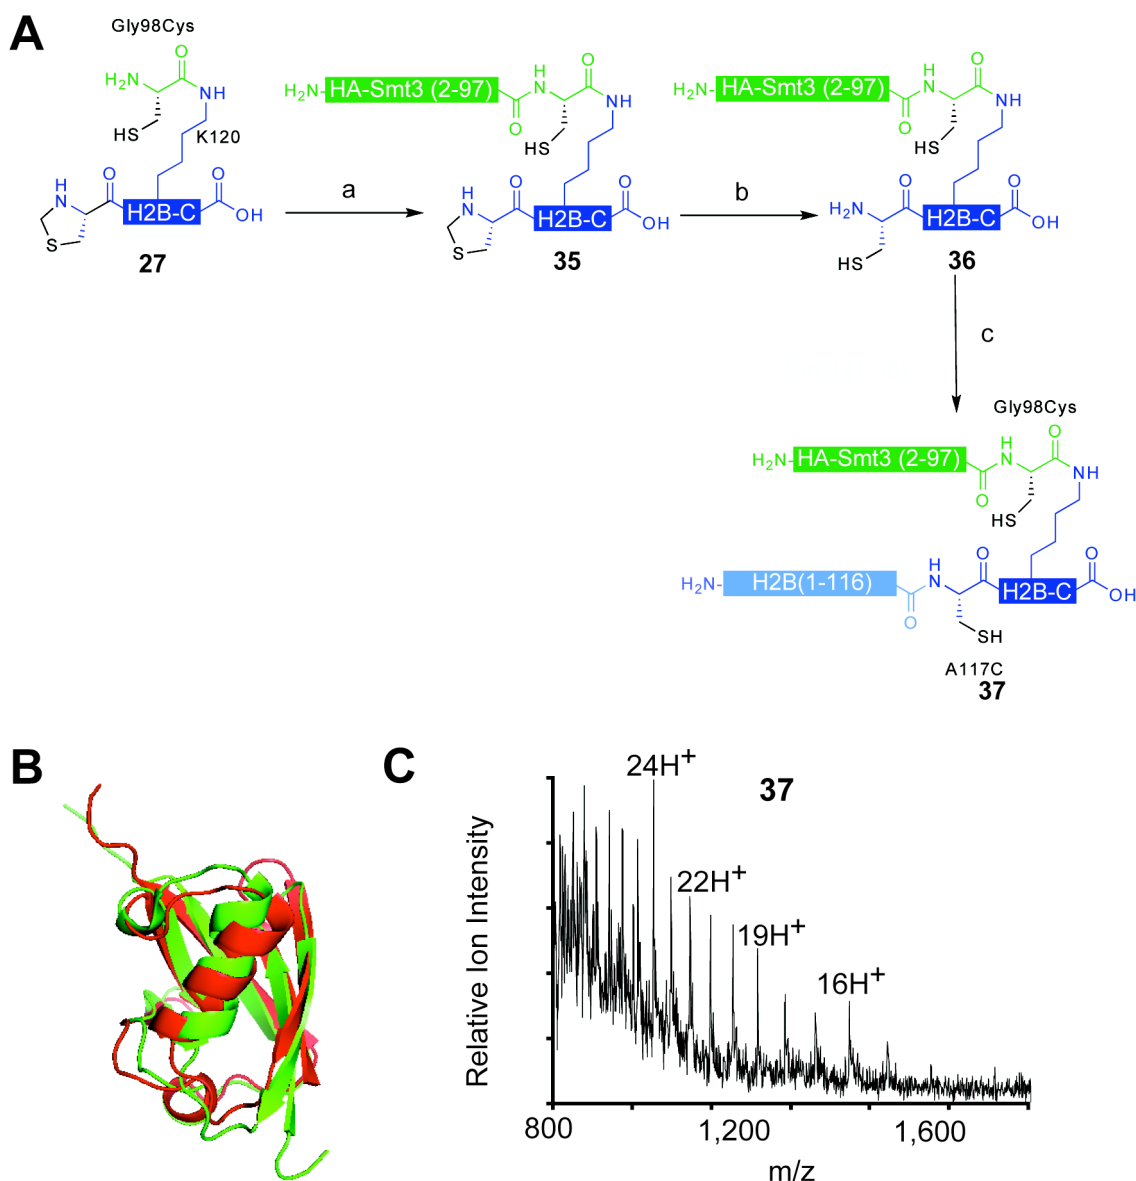 A
Gly98Cys
H₂N
O
NH
HS
K120
H
N
O
O
H2B-C
OH
S
27
a
H₂N-
HA-Smt3 (2-97)
H
N
O
NH
O
HS
H
N
O
O
H2B-C
OH
S
35
b
H₂N-
HA-Smt3 (2-97)
H
N
O
NH
O
HS
H₂N
O
O
H2B-C
OH
HS
36
c
Gly98Cys
H₂N-
HA-Smt3 (2-97)
H
N
O
NH
O
HS
H₂N-
H2B(1-116)
H
N
O
O
H2B-C
OH
O
SH
A117C
37
B
C
24H⁺
37
22H⁺
19H⁺
16H⁺
Relative Ion Intensity
800
1,200
1,600
m/z